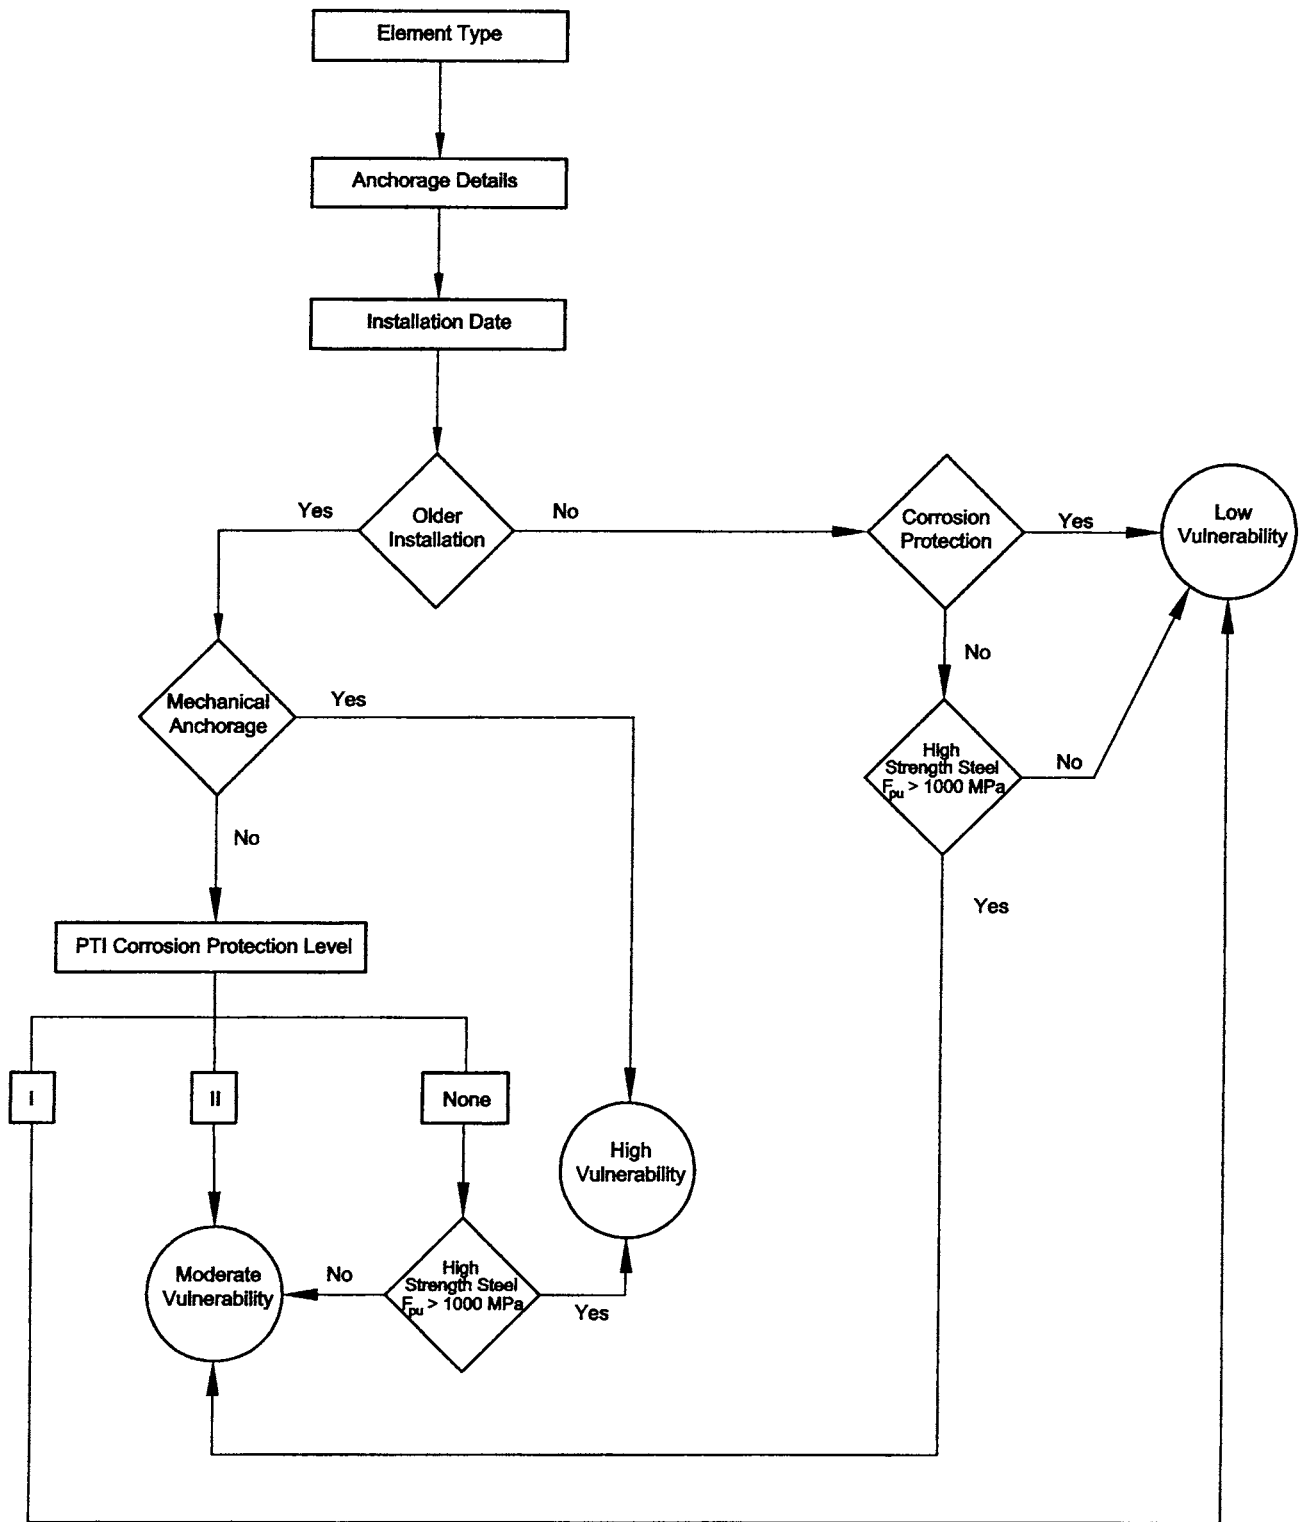 Element Type
Anchorage Details
Installation Date
Older
Installation
Yes
No
Corrosion
Protection
Yes
Low
Vulnerability
No
Mechanical
Anchorage
Yes
High
Strength Steel
Fpu > 1000 MPa
No
No
Yes
PTI Corrosion Protection Level
I
II
None
High
Vulnerability
Moderate
Vulnerability
No
High
Strength Steel
Fpu > 1000 MPa
Yes